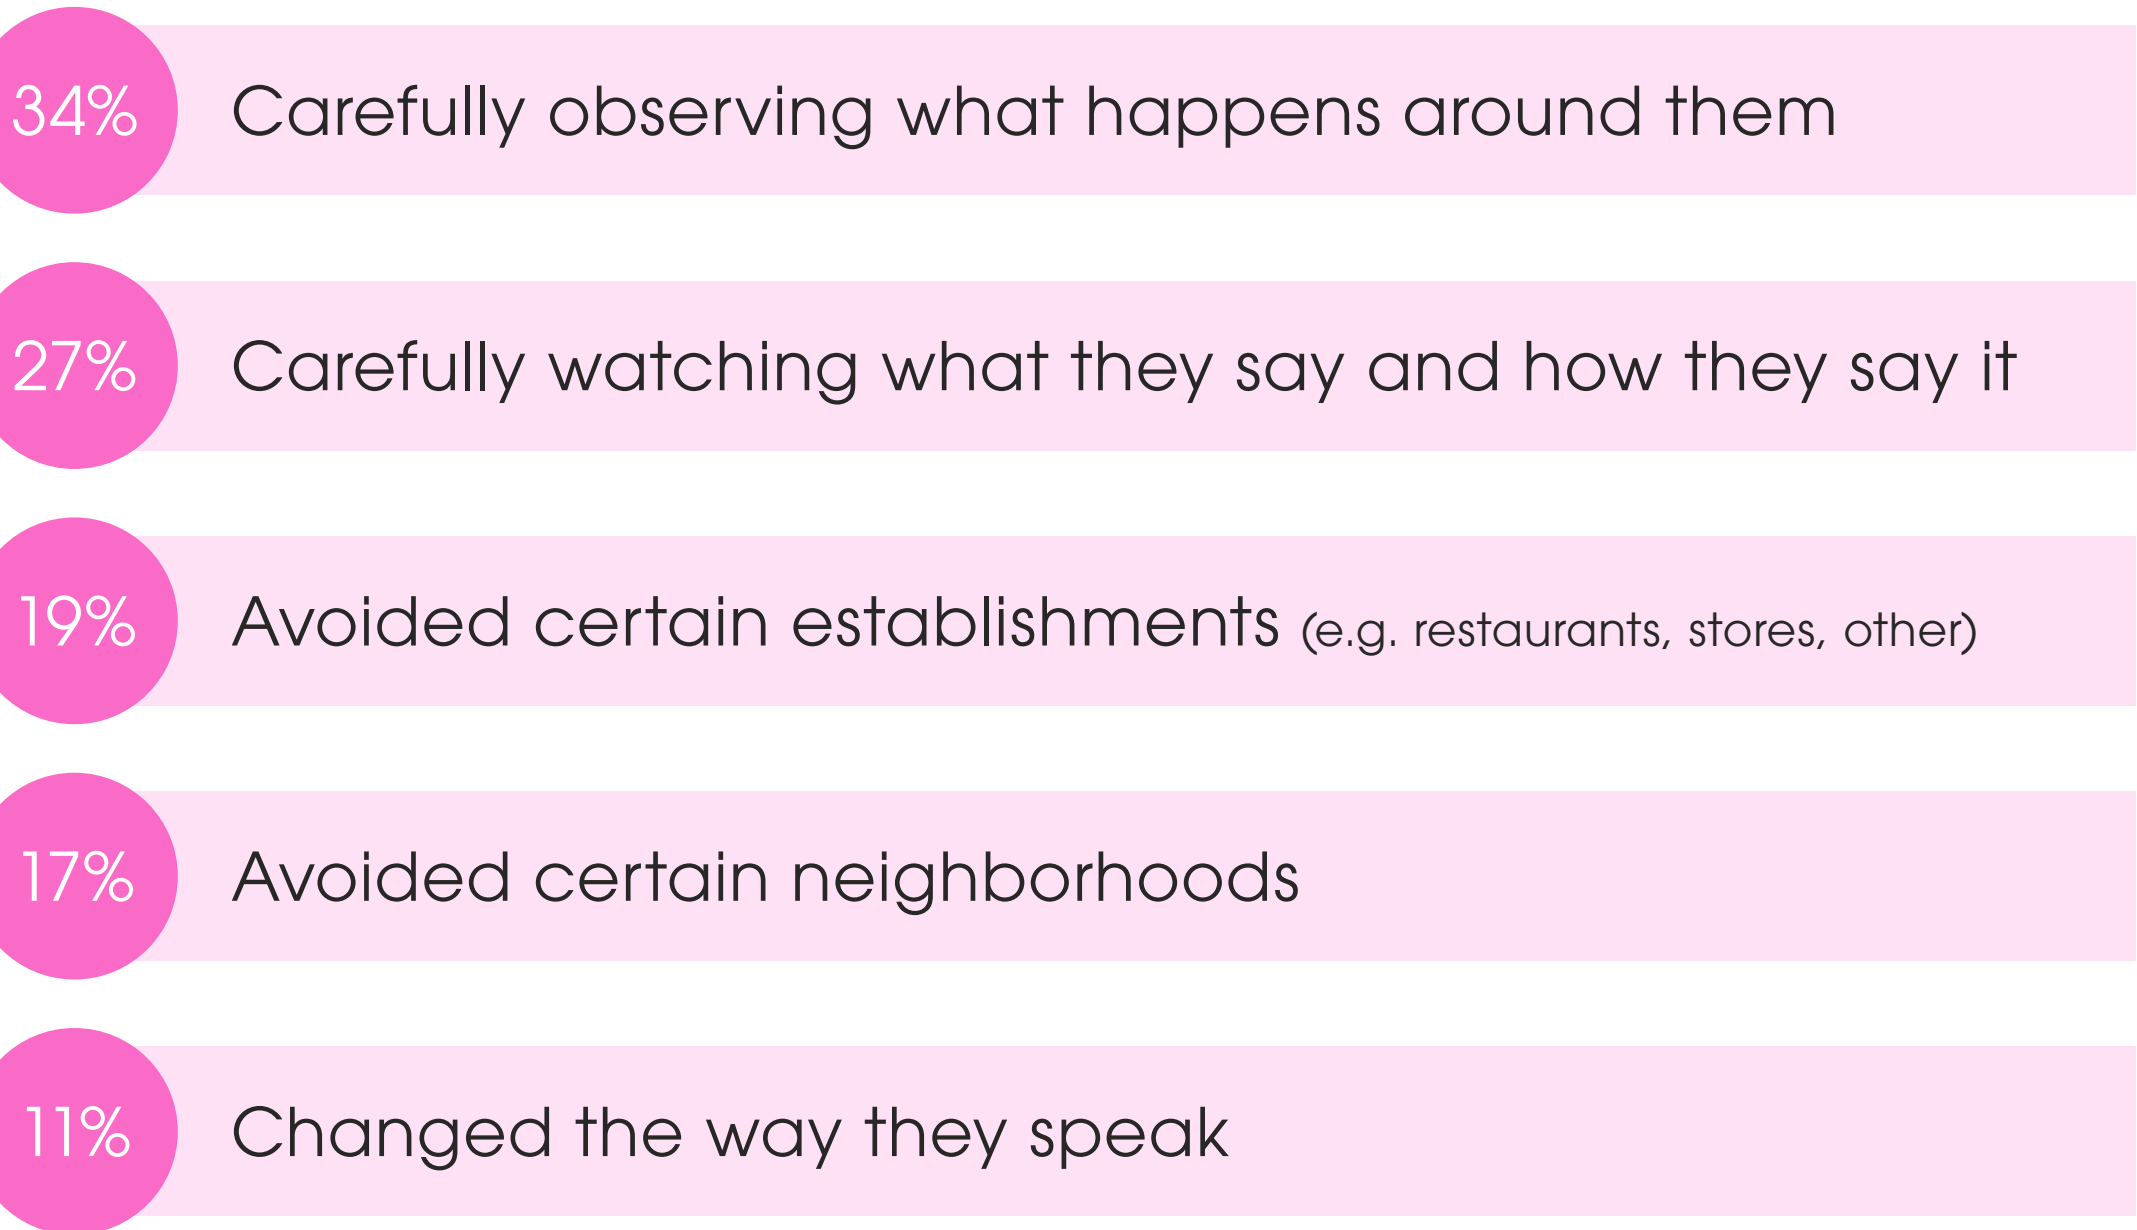 34% Carefully observing what happens around them
27% Carefully watching what they say and how they say it
19% Avoided certain establishments (e.g. restaurants, stores, other)
17% Avoided certain neighborhoods
11% Changed the way they speak